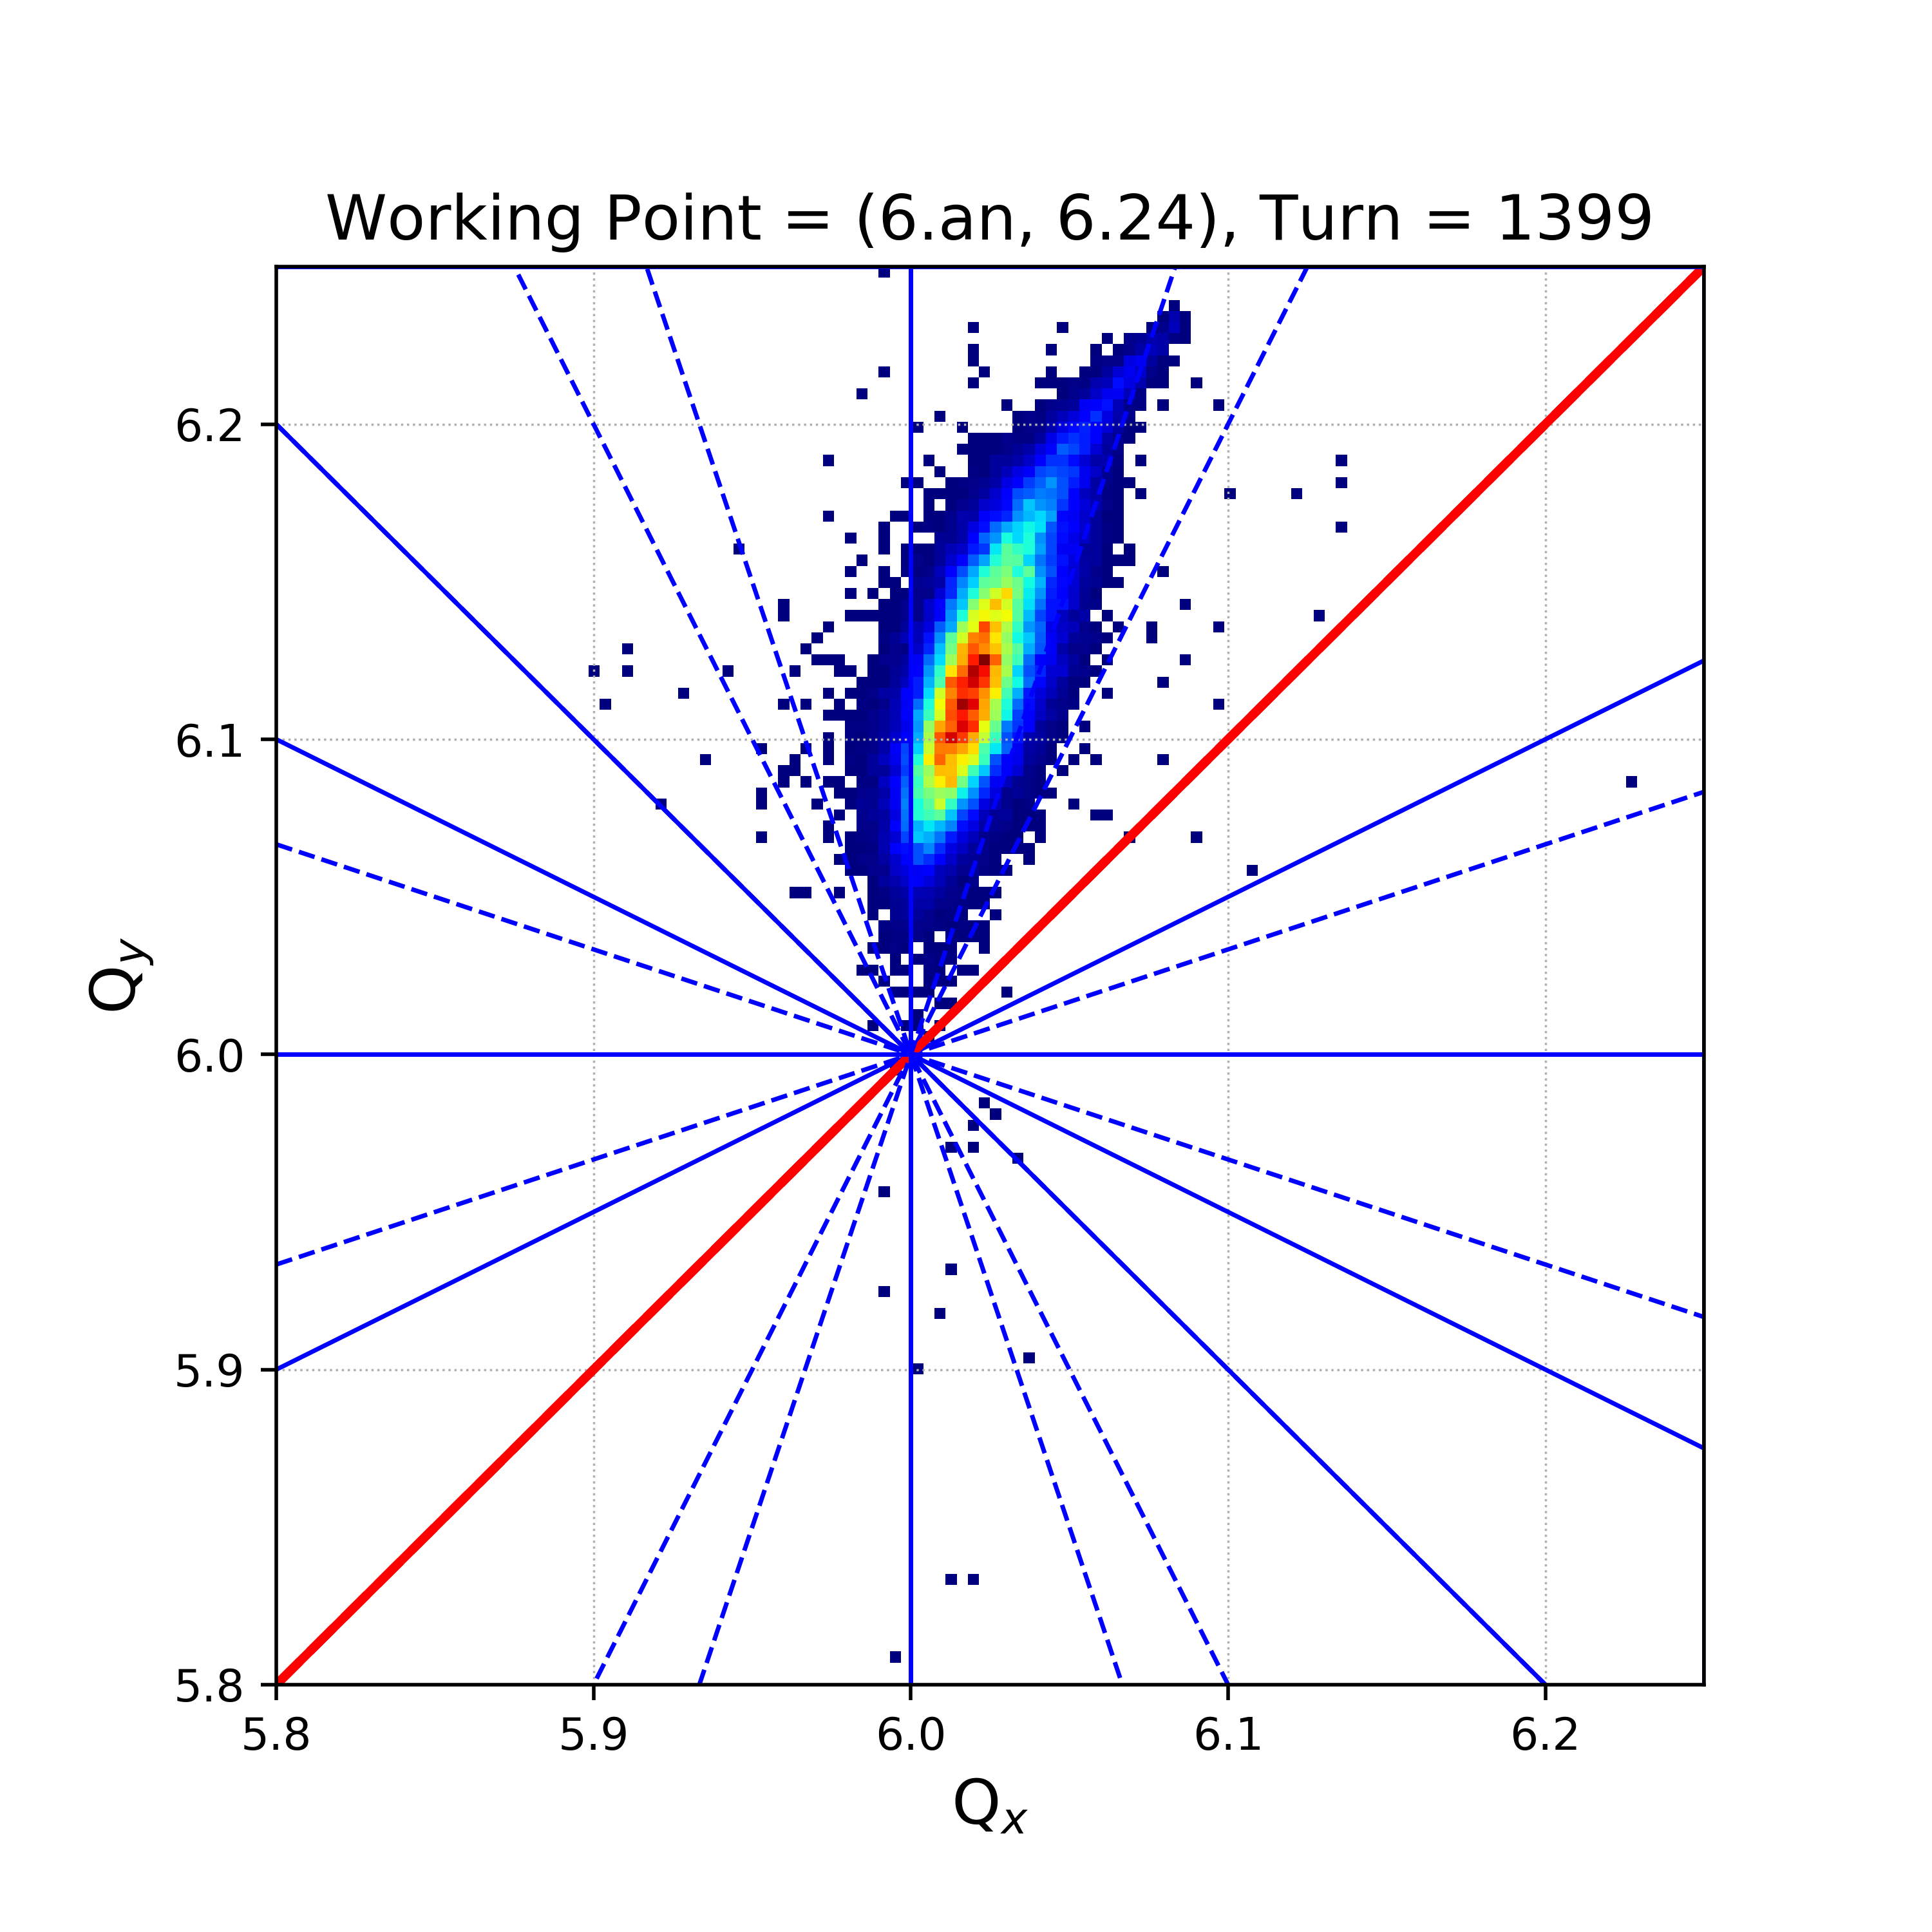 Working Point = (6.an, 6.24), Turn = 1399
6.2
6.1
6.0
5.9
5.8
Qy
5.8 5.9 6.0 6.1 6.2
Qx